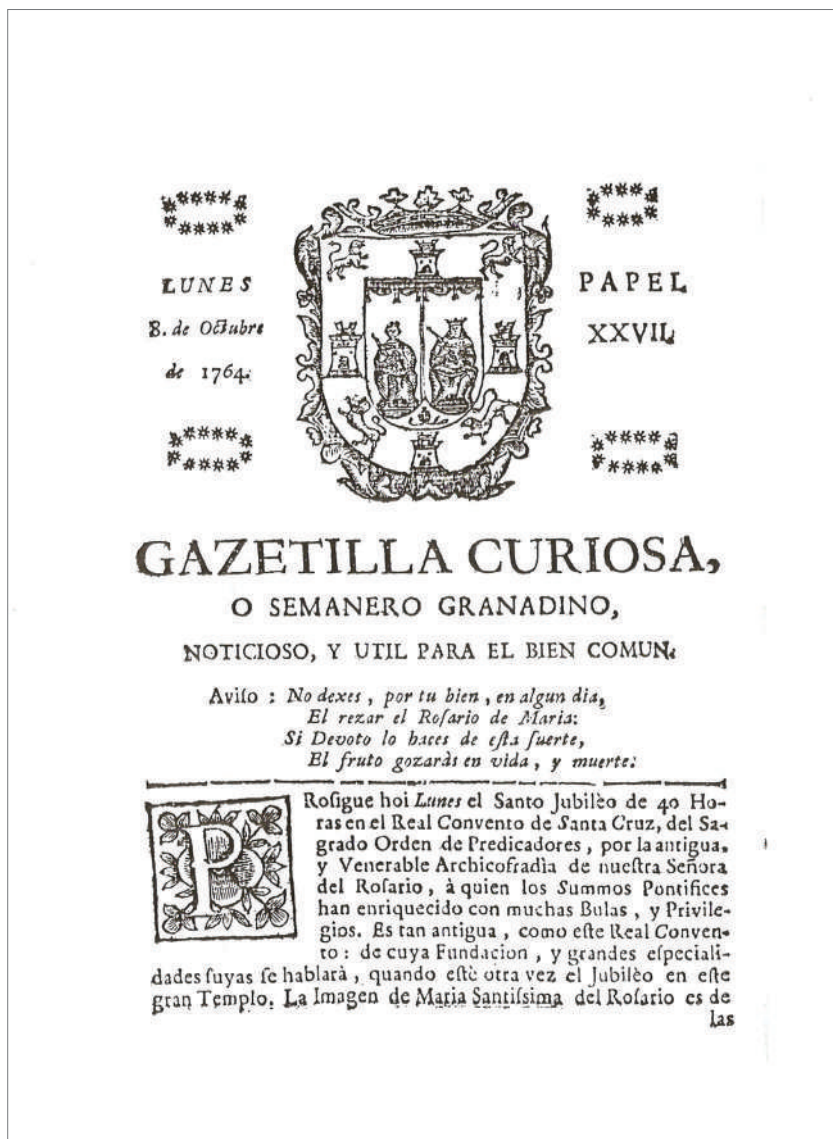 LUNES
8. de Octubre
de 1764.
PAPEL
XXVII.
GAZETILLA CURIOSA,
O SEMANERO GRANADINO,
NOTICIOSO, Y UTIL PARA EL BIEN COMUN.
Aviſo : No dexes , por tu bien , en algun dia,
El rezar el Roſario de Maria:
Si Devoto lo haces de eſta ſuerte,
El fruto gozaràs en vida , y muerte:
PRoſigue hoi Lunes el Santo Jubilèo de 40 Ho-
ras en el Real Convento de Santa Cruz, del Sa-
grado Orden de Predicadores , por la antigua,
y Venerable Archicofradìa de nueſtra Señora
del Roſario , à quien los Summos Pontifices
han enriquecido con muchas Bulas , y Privile-
gios. Es tan antigua , como eſte Real Conven-
to : de cuya Fundacion , y grandes eſpeciali-
dades ſuyas ſe hablarà , quando eſtè otra vez el Jubilèo en eſte
gran Templo. La Imagen de Maria Santiſsima del Roſario es de
las